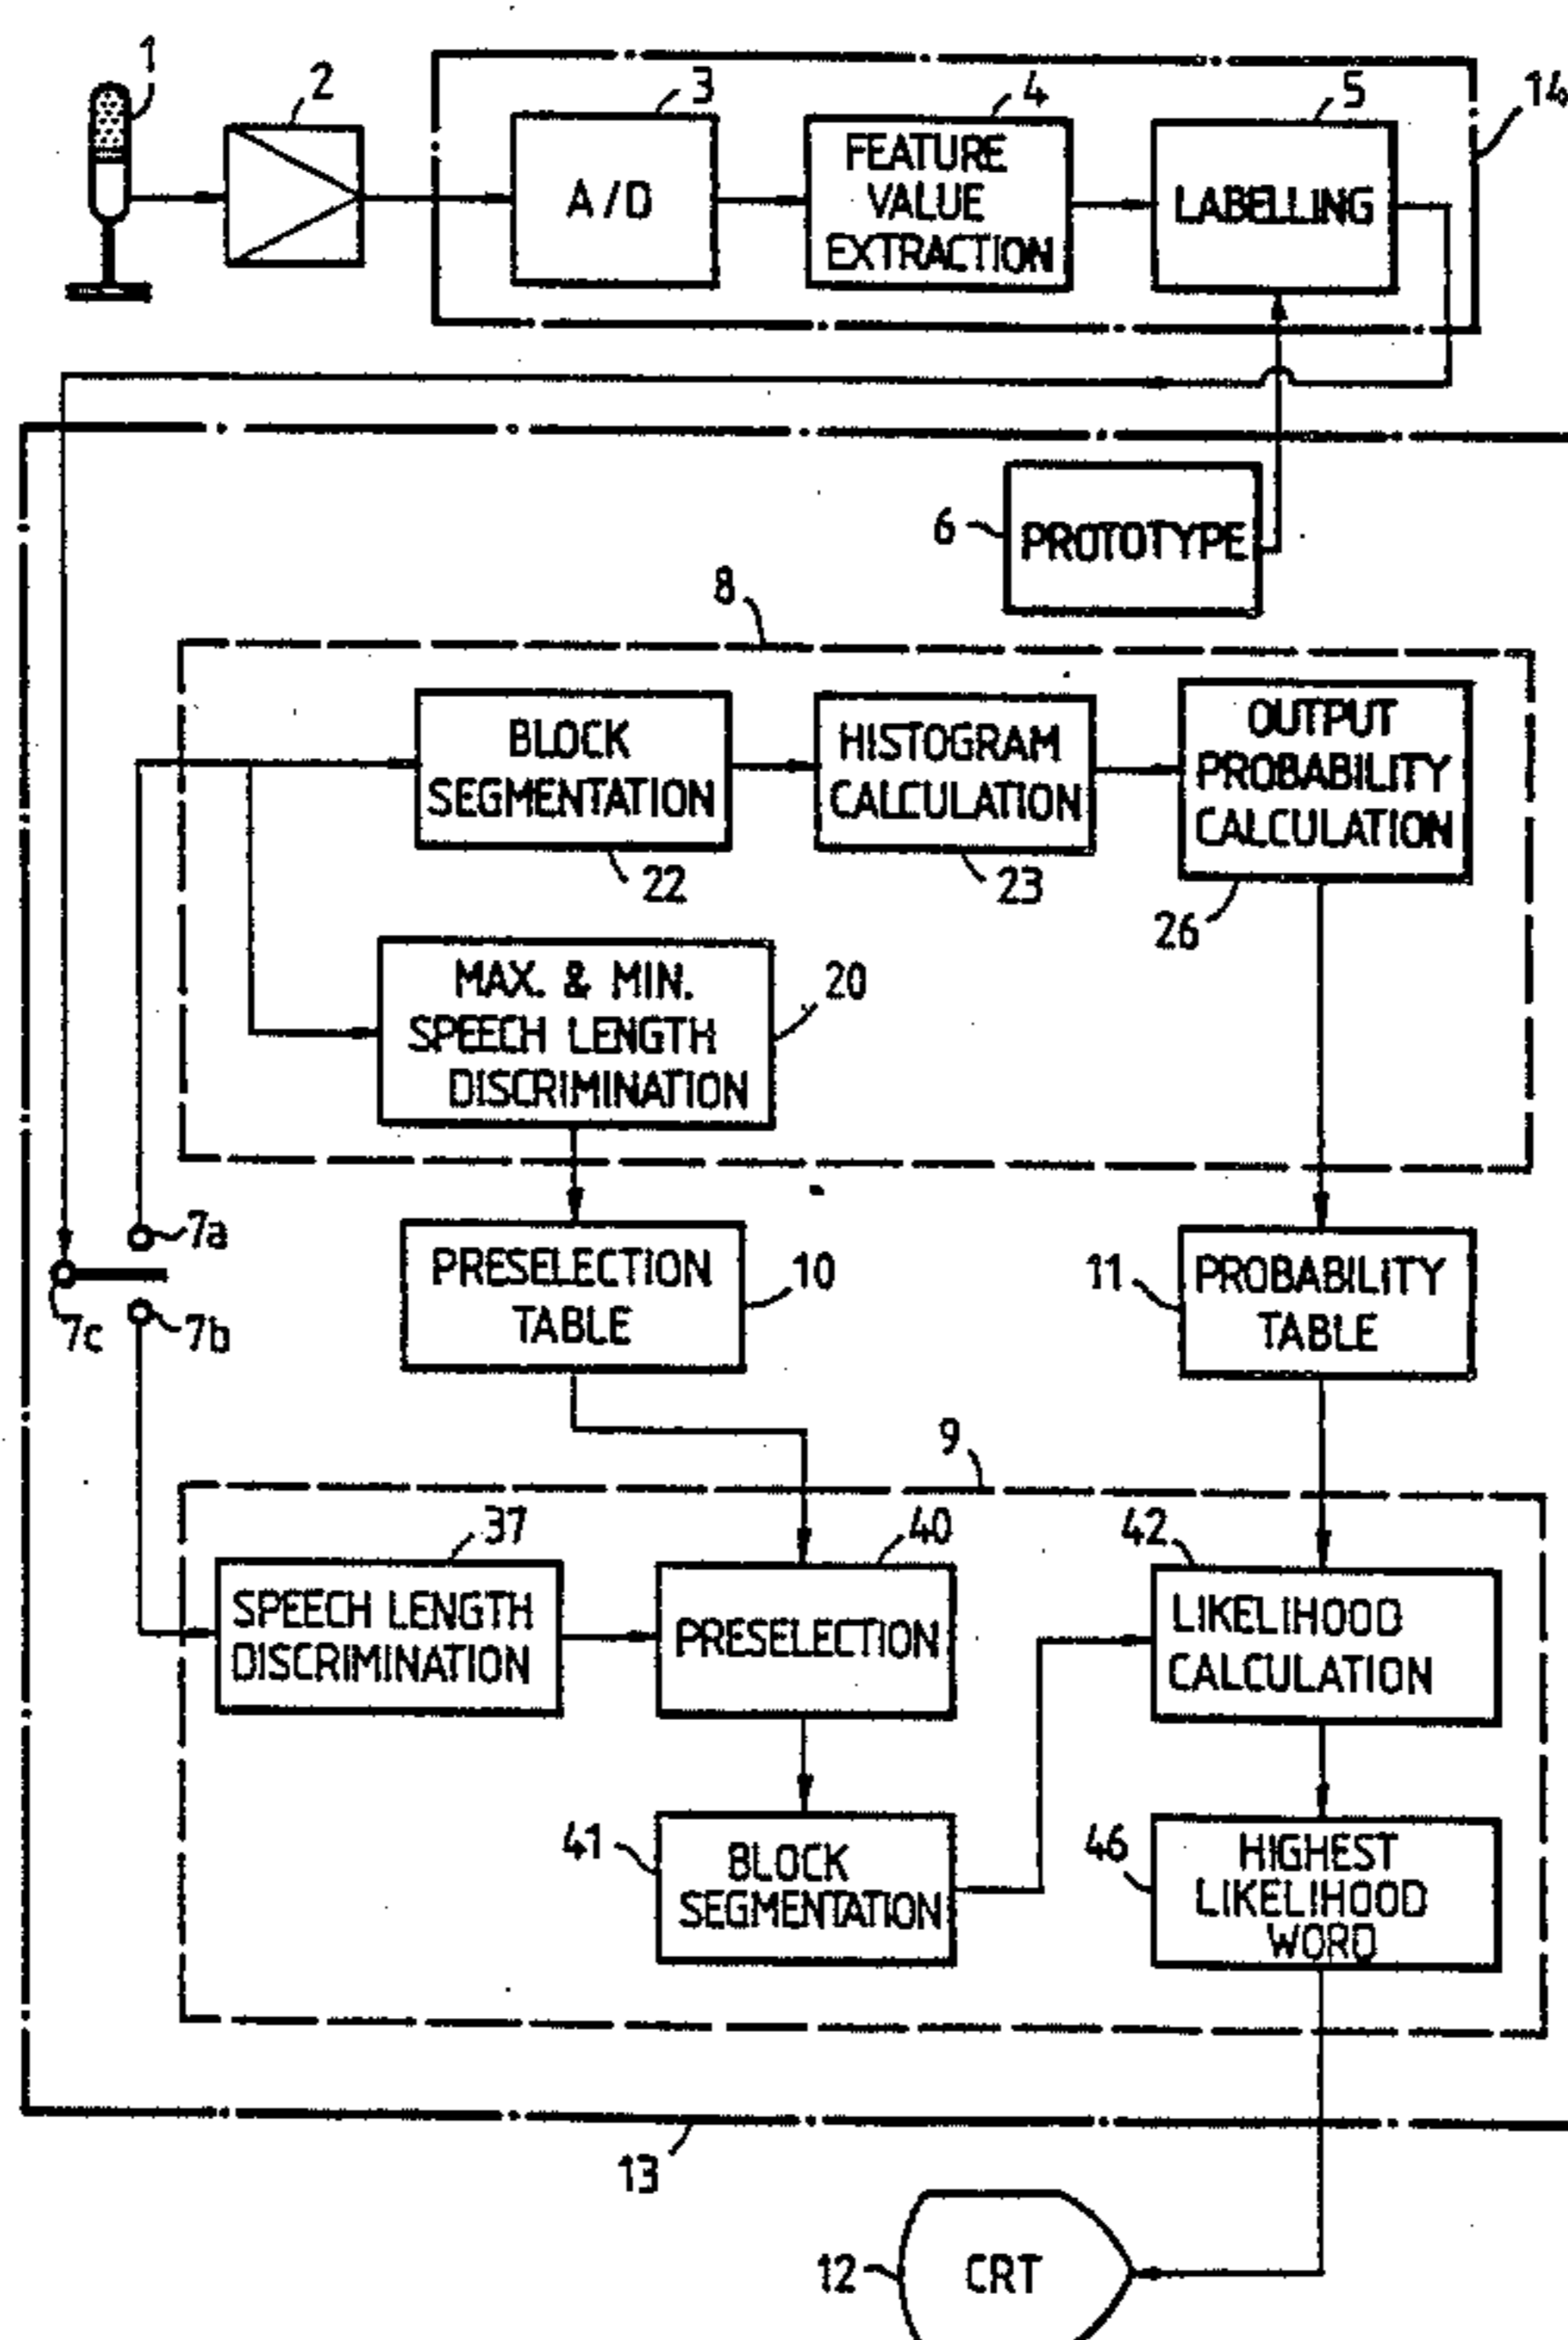 1
2
3
4
5
14
A/D
FEATURE
VALUE
EXTRACTION
LABELLING
6
PROTOTYPE
8
BLOCK
SEGMENTATION
22
HISTOGRAM
CALCULATION
23
OUTPUT
PROBABILITY
CALCULATION
26
MAX. & MIN.
SPEECH LENGTH
DISCRIMINATION
20
7a
7c
7b
PRESELECTION
TABLE
10
11
PROBABILITY
TABLE
9
37
SPEECH LENGTH
DISCRIMINATION
40
PRESELECTION
42
LIKELIHOOD
CALCULATION
41
BLOCK
SEGMENTATION
46
HIGHEST
LIKELIHOOD
WORD
13
12
CRT